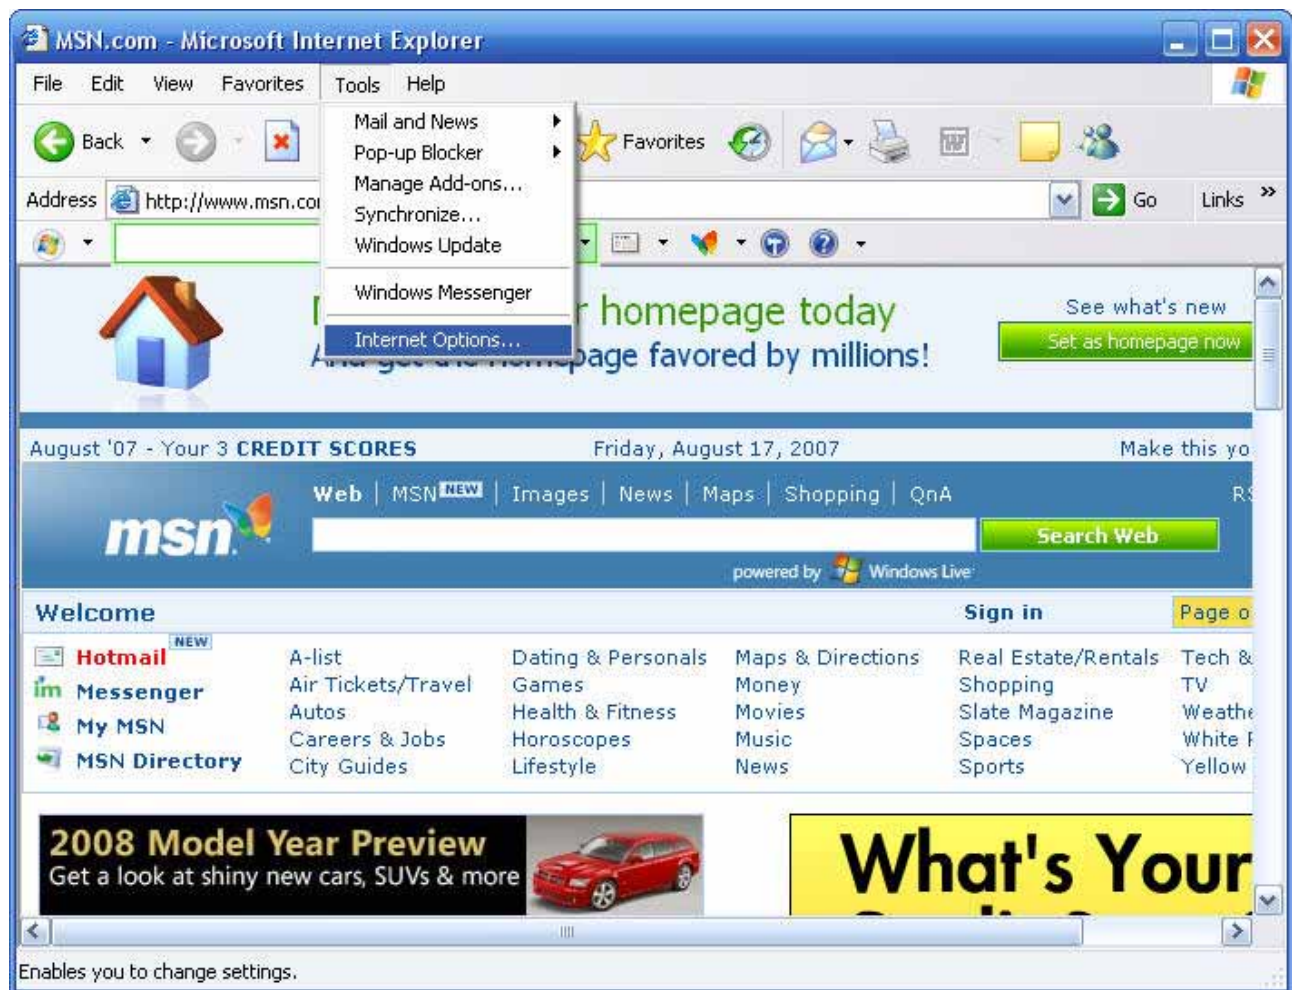 MSN.com - Microsoft Internet Explorer
File Edit View Favorites Tools Help
Back Favorites
Mail and News
Pop-up Blocker
Manage Add-ons...
Synchronize...
Windows Update
Windows Messenger
Internet Options...
Address http://www.msn.co Go Links »
homepage today
See what's new
Set as homepage now
favored by millions!
August '07 - Your 3 CREDIT SCORES Friday, August 17, 2007 Make this yo
Web | MSN NEW | Images | News | Maps | Shopping | QnA
msn
Search Web
powered by Windows Live
Welcome Sign in Page o
Hotmail NEW A-list Dating & Personals Maps & Directions Real Estate/Rentals Tech &
im Messenger Air Tickets/Travel Games Money Shopping TV
My MSN Autos Health & Fitness Movies Slate Magazine Weathe
MSN Directory Careers & Jobs Horoscopes Music Spaces White
City Guides Lifestyle News Sports Yellow
2008 Model Year Preview
Get a look at shiny new cars, SUVs & more
What's Your
Enables you to change settings.